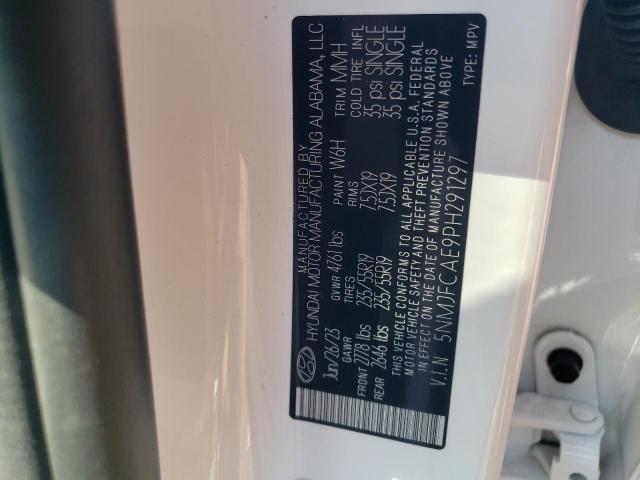 MANUFACTURED BY
HYUNDAI MOTOR MANUFACTURING ALABAMA, LLC
Jun/26/23 GVWR 4761 lbs PAINT W6H TRIM MMH
GAWR TIRES RIMS COLD TIRE INFL
FRONT 2778 lbs 235/55R19 7.5JX19 35 psi SINGLE
REAR 2646 lbs 235/55R19 7.5JX19 35 psi SINGLE
THIS VEHICLE CONFORMS TO ALL APPLICABLE U.S.A. FEDERAL
MOTOR VEHICLE SAFETY AND THEFT PREVENTION STANDARDS
IN EFFECT ON THE DATE OF MANUFACTURE SHOWN ABOVE
V.I.N 5NMJFCAE9PH291297 TYPE: MPV